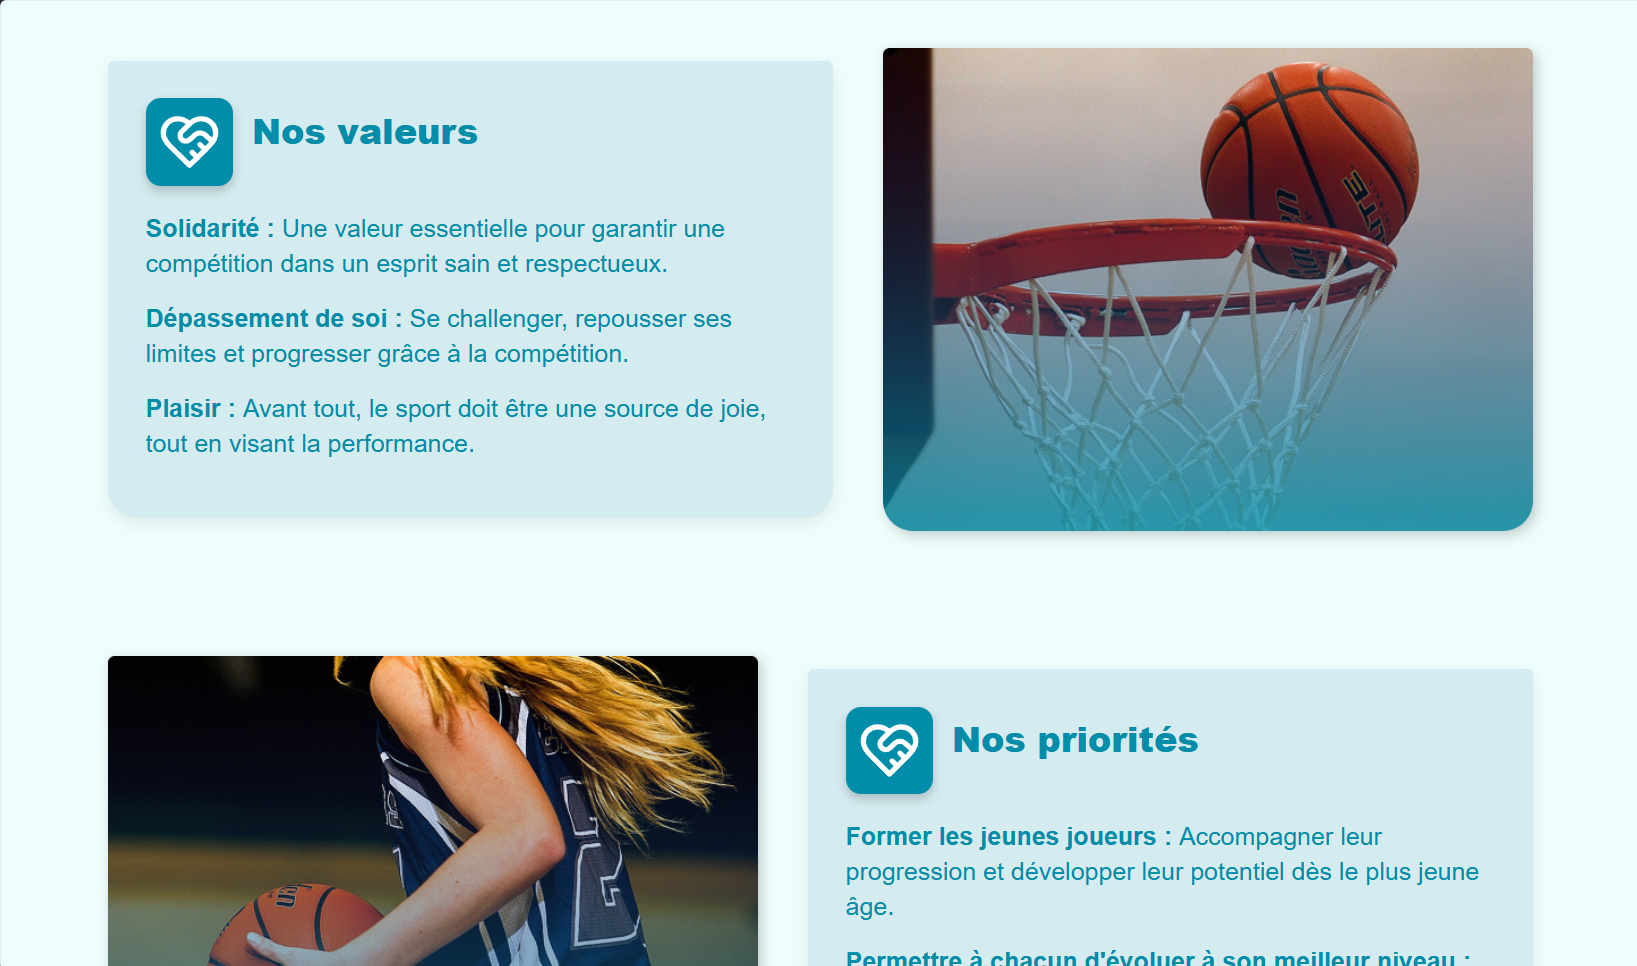 Nos valeurs
Solidarité : Une valeur essentielle pour garantir une
compétition dans un esprit sain et respectueux.
Dépassement de soi : Se challenger, repousser ses
limites et progresser grâce à la compétition.
Plaisir : Avant tout, le sport doit être une source de joie,
tout en visant la performance.
Nos priorités
Former les jeunes joueurs : Accompagner leur
progression et développer leur potentiel dès le plus jeune
âge.
Permettre à chacun d'évoluer à son meilleur niveau :
2